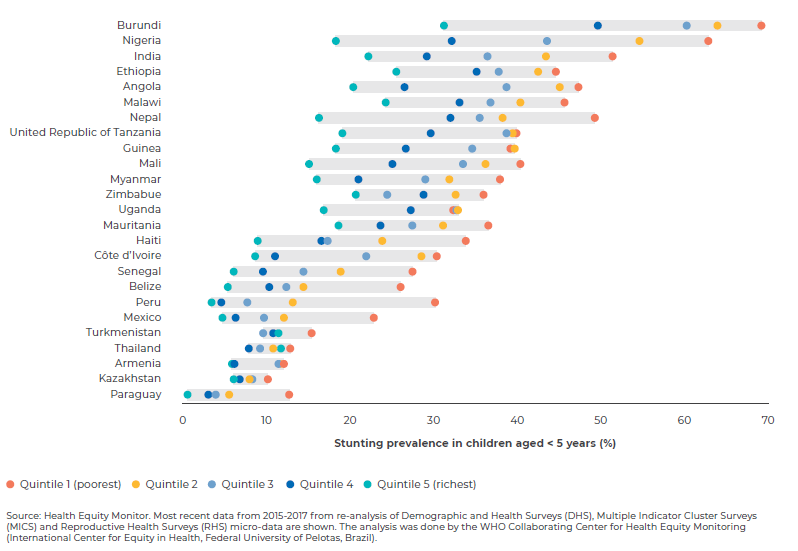 Burundi
Nigeria
India
Ethiopia
Angola
Malawi
Nepal
United Republic of Tanzania
Guinea
Mali
Myanmar
Zimbabwe
Uganda
Mauritania
Haiti
Côte d'Ivoire
Senegal
Belize
Peru
Mexico
Turkmenistan
Thailand
Armenia
Kazakhstan
Paraguay
0 10 20 30 40 50 60 70
Stunting prevalence in children aged < 5 years (%)
Quintile 1 (poorest) Quintile 2 Quintile 3 Quintile 4 Quintile 5 (richest)
Source: Health Equity Monitor. Most recent data from 2015-2017 from re-analysis of Demographic and Health Surveys (DHS), Multiple Indicator Cluster Surveys
(MICS) and Reproductive Health Surveys (RHS) micro-data are shown. The analysis was done by the WHO Collaborating Center for Health Equity Monitoring
(International Center for Equity in Health, Federal University of Pelotas, Brazil).